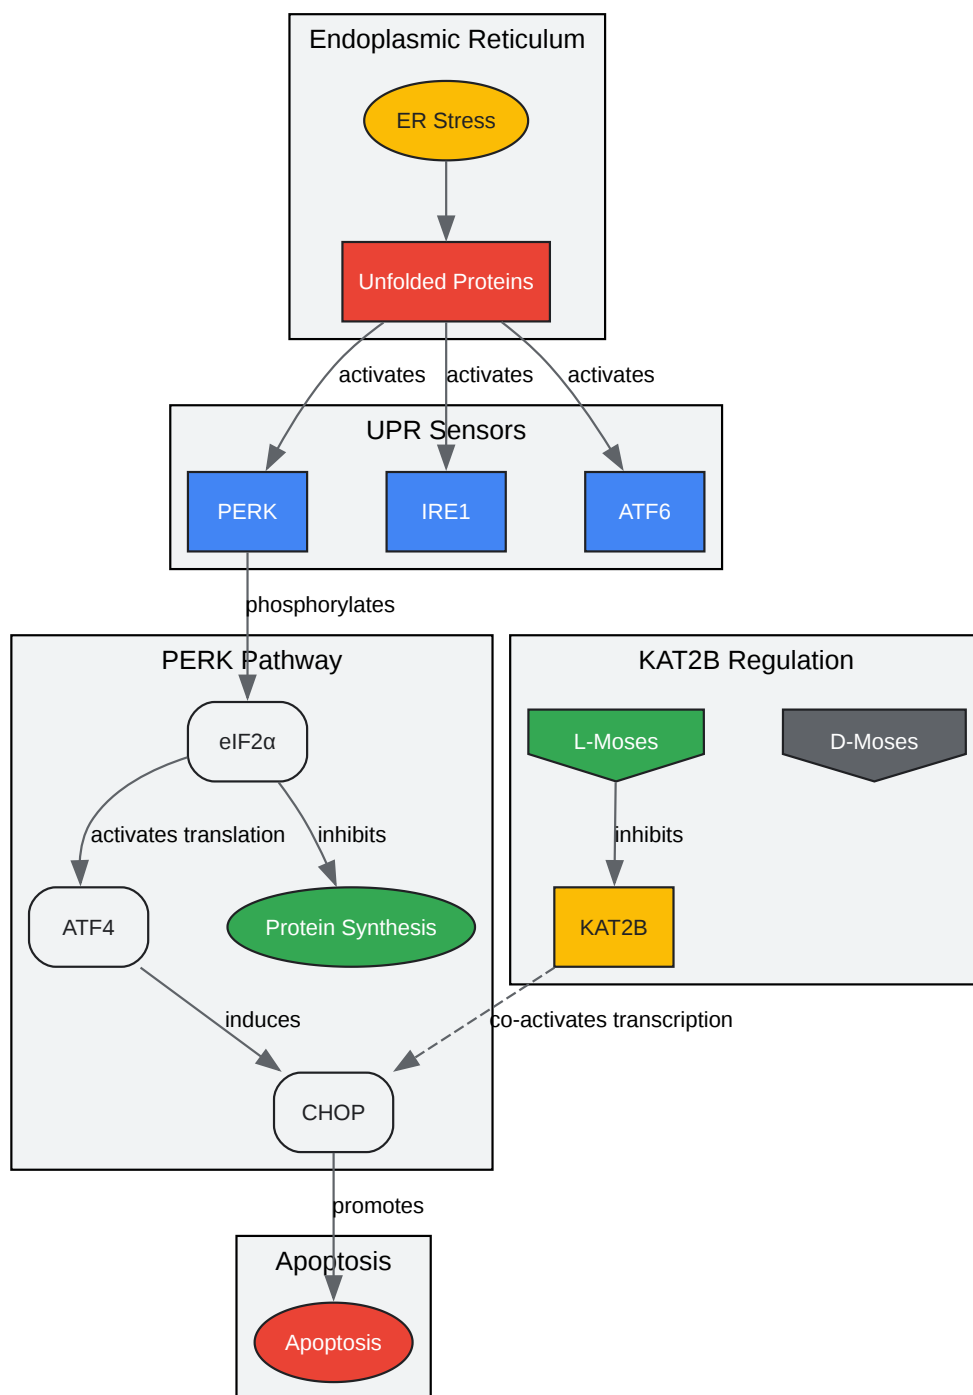 Endoplasmic Reticulum
ER Stress
Unfolded Proteins
activates
activates
activates
UPR Sensors
PERK
IRE1
ATF6
phosphorylates
PERK Pathway
KAT2B Regulation
eIF2α
L-Moses
D-Moses
activates translation
inhibits
inhibits
ATF4
Protein Synthesis
KAT2B
induces
co-activates transcription
CHOP
promotes
Apoptosis
Apoptosis